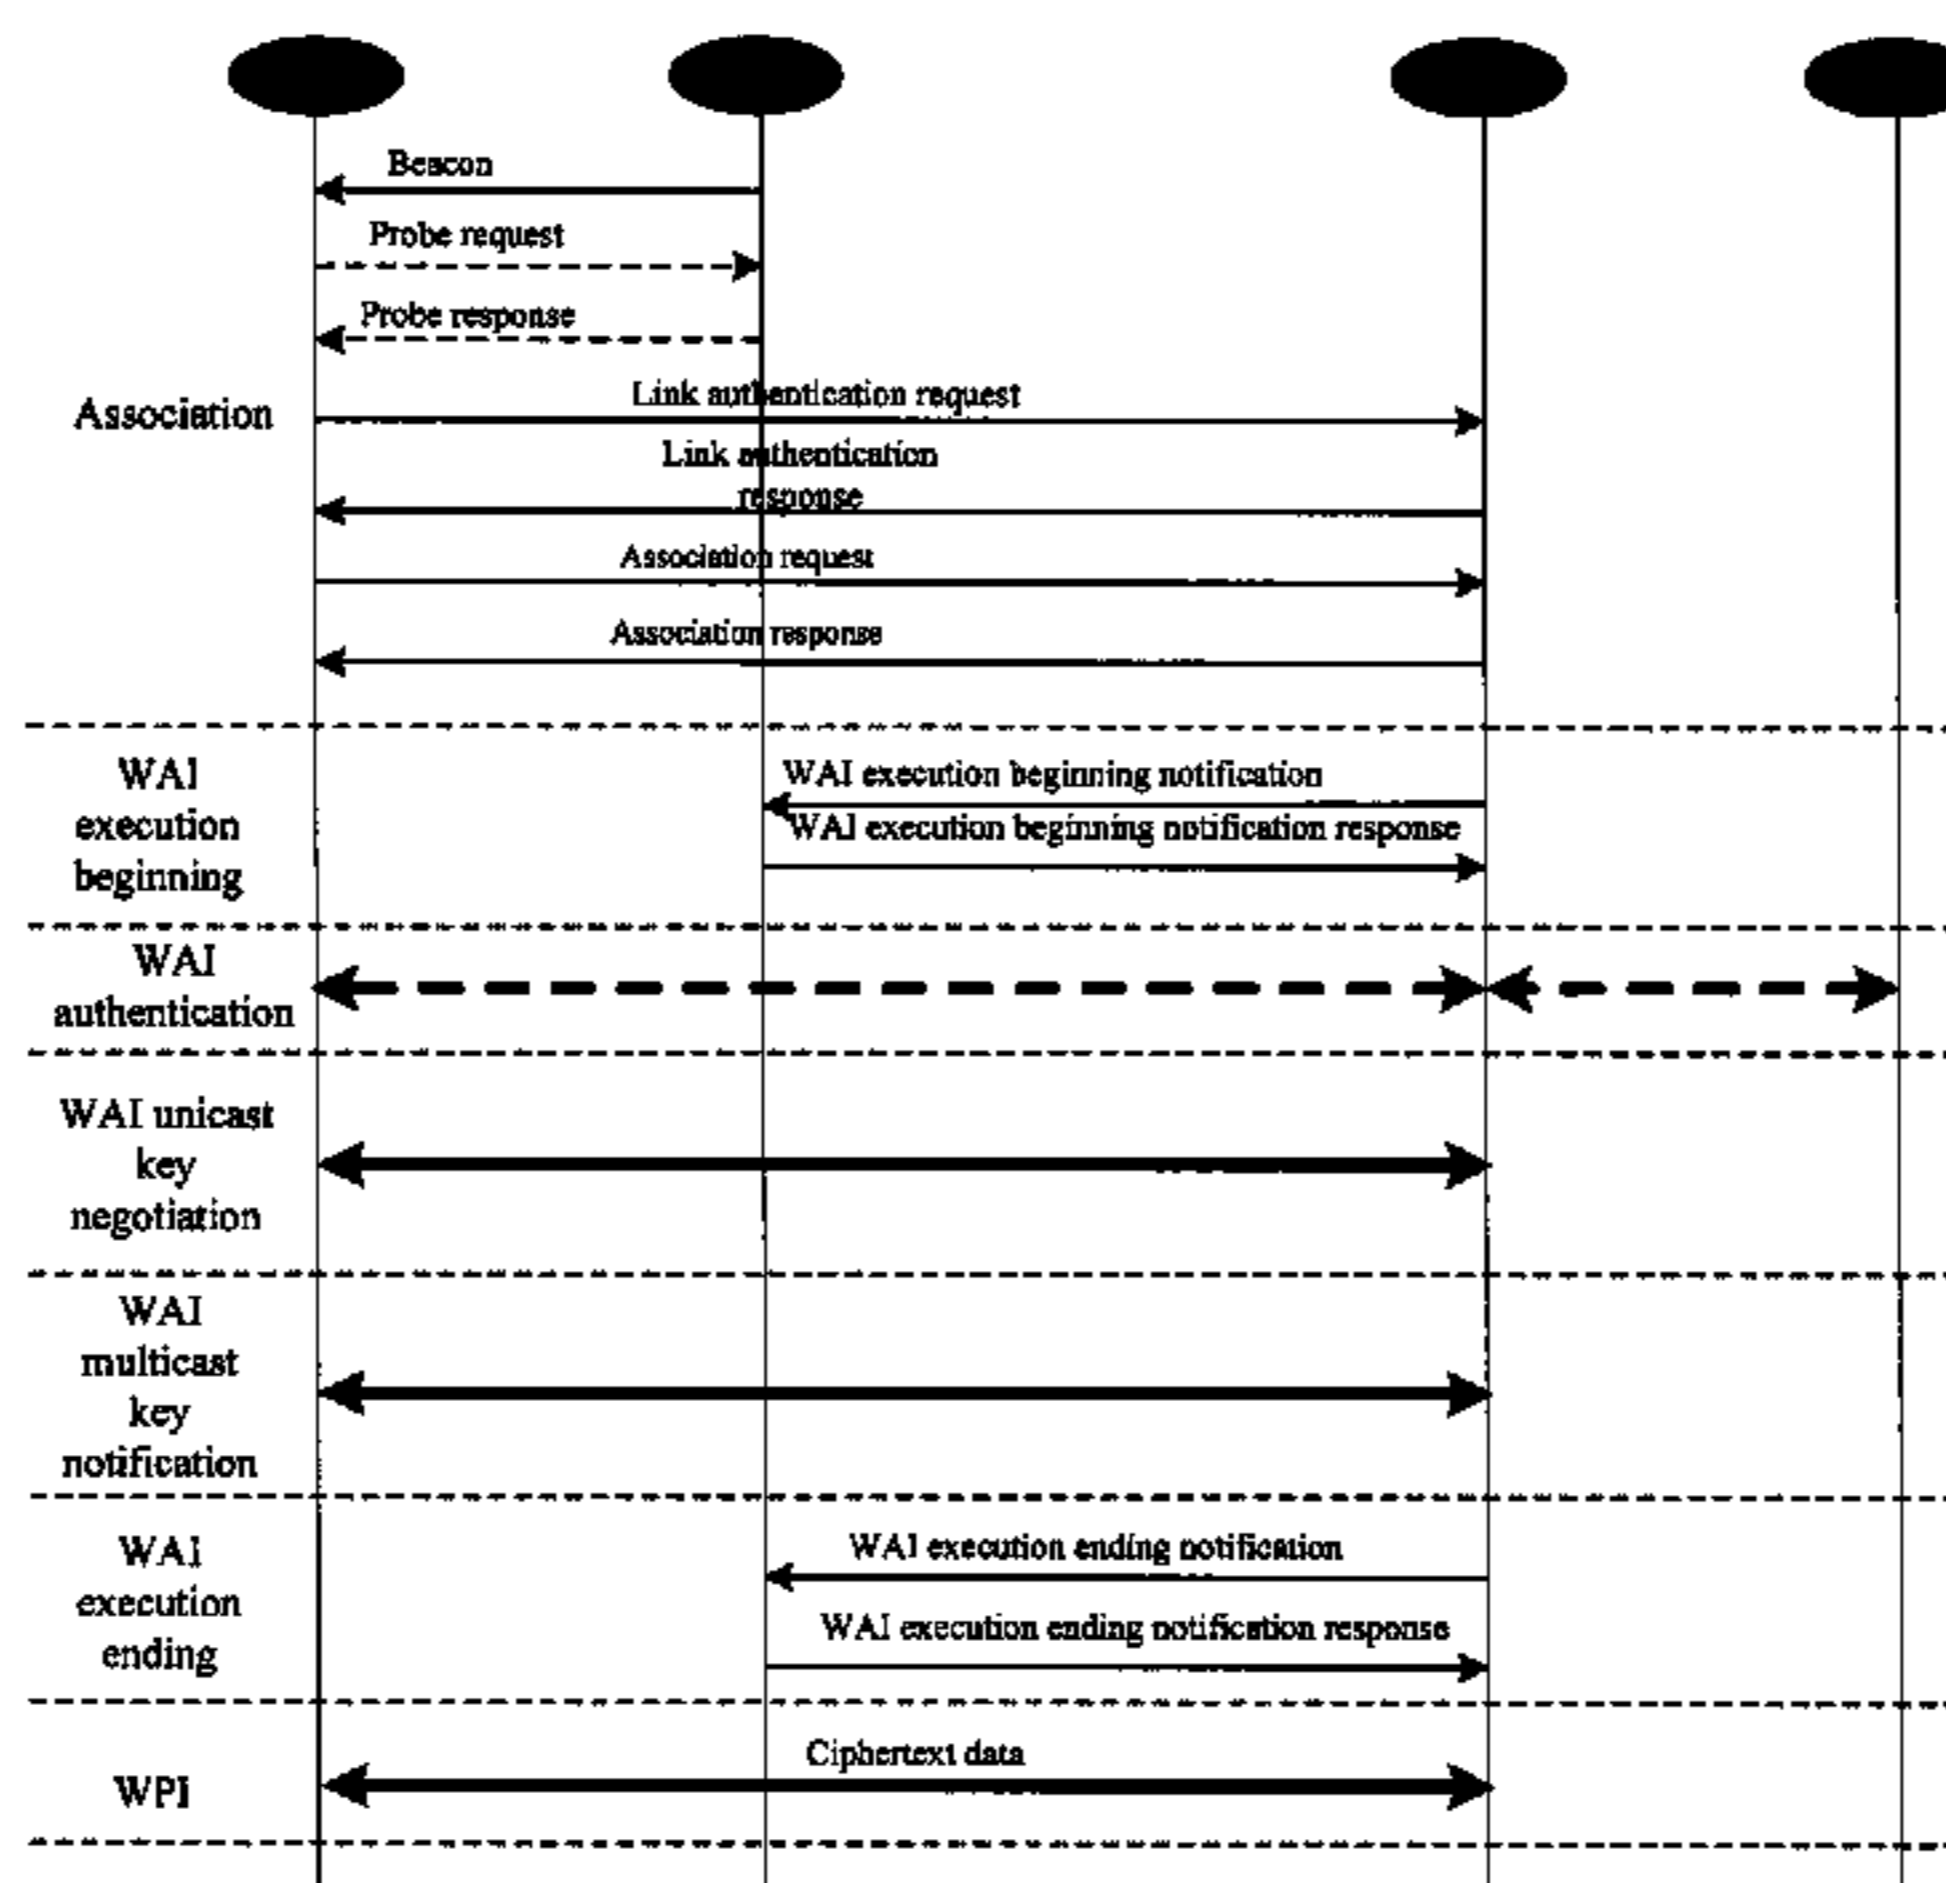 Beacon
Probe request
Probe response
Association
Link authentication request
Link authentication
response
Association request
Association response
WAI
execution
beginning
WAI execution beginning notification
WAI execution beginning notification response
WAI
authentication
WAI unicast
key
negotiation
WAI
multicast
key
notification
WAI
execution
ending
WAI execution ending notification
WAI execution ending notification response
Ciphertext data
WPI